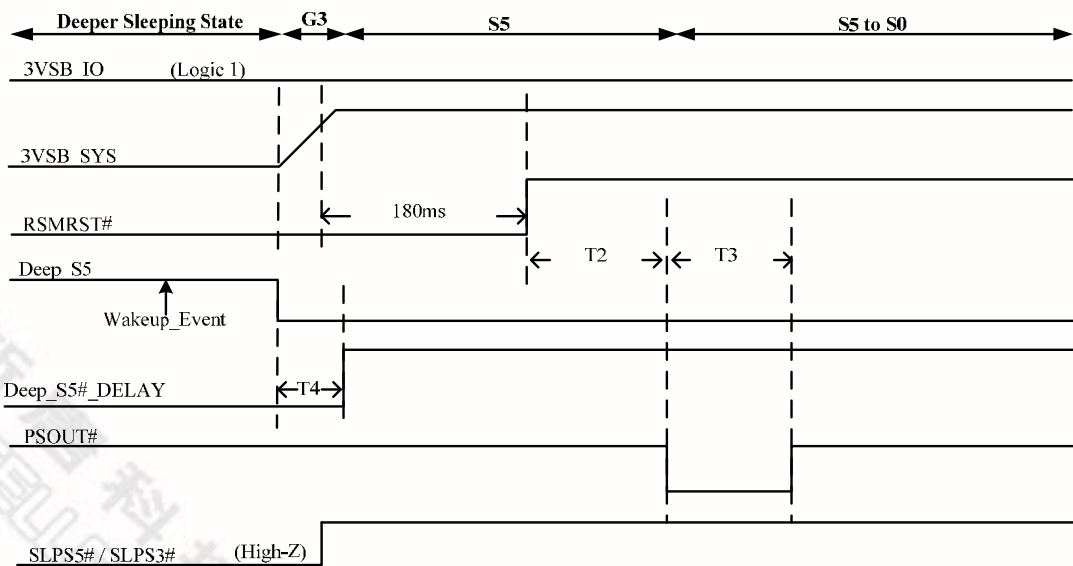 Deeper Sleeping State G3 S5 S5 to S0
3VSB_IO (Logic 1)
3VSB_SYS
180ms
RSMRST#
T2 T3
Deep_S5
Wakeup_Event
T4
Deep_S5#_DELAY
PSOUT#
SLPS5# / SLPS3# (High-Z)